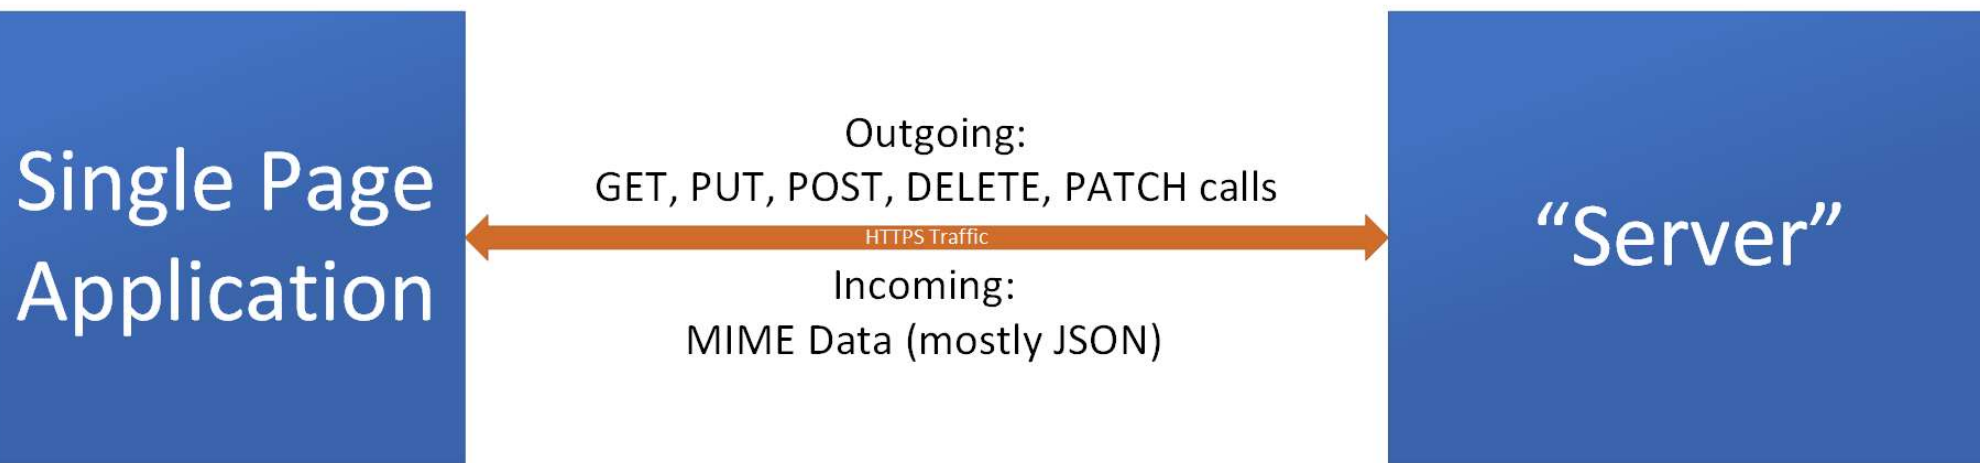 Single Page
Application
Outgoing:
GET, PUT, POST, DELETE, PATCH calls
HTTPS Traffic
Incoming:
MIME Data (mostly JSON)
“Server”